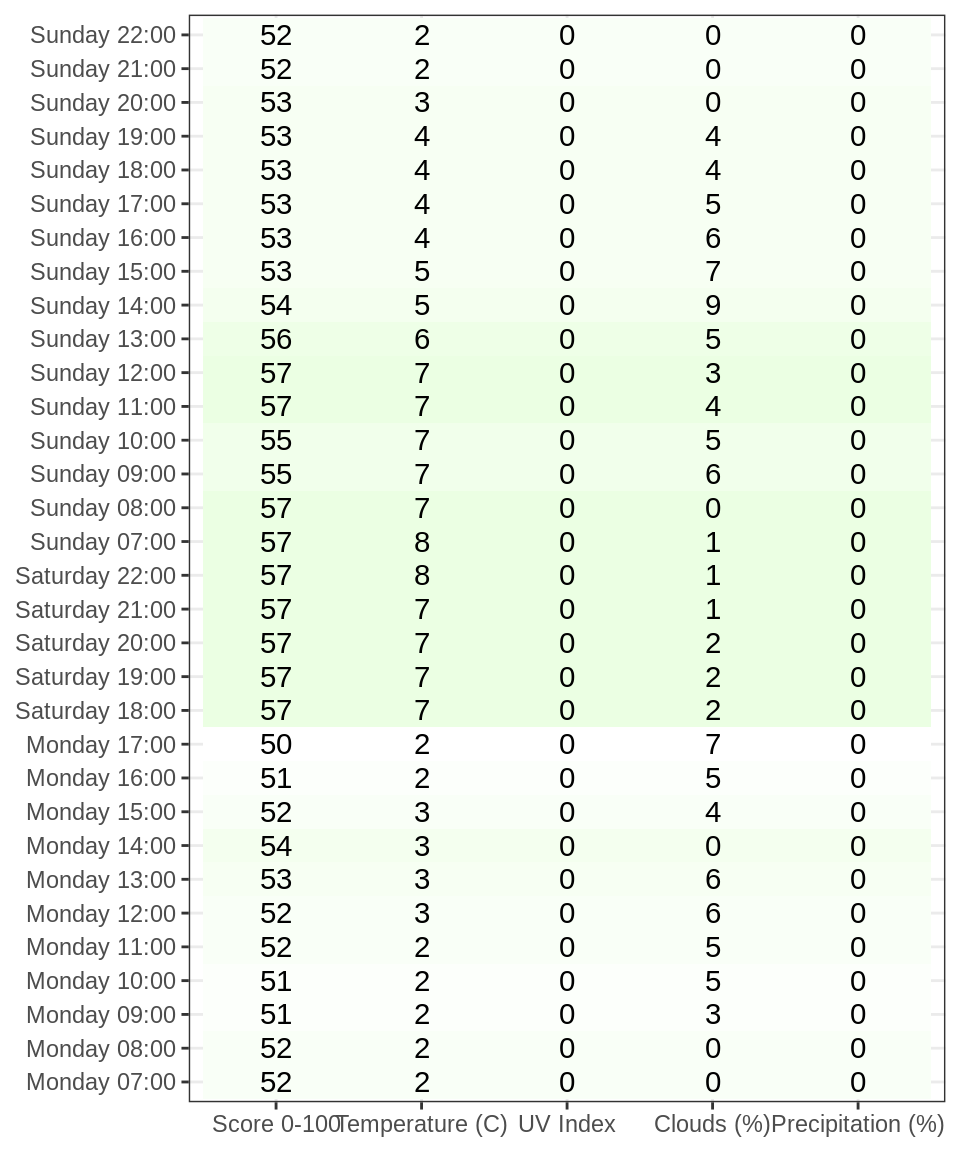 Sunday 22:00 52 2 0 0 0
Sunday 21:00 52 2 0 0 0
Sunday 20:00 53 3 0 0 0
Sunday 19:00 53 4 0 4 0
Sunday 18:00 53 4 0 4 0
Sunday 17:00 53 4 0 5 0
Sunday 16:00 53 4 0 6 0
Sunday 15:00 53 5 0 7 0
Sunday 14:00 54 5 0 9 0
Sunday 13:00 56 6 0 5 0
Sunday 12:00 57 7 0 3 0
Sunday 11:00 57 7 0 4 0
Sunday 10:00 55 7 0 5 0
Sunday 09:00 55 7 0 6 0
Sunday 08:00 57 7 0 0 0
Sunday 07:00 57 8 0 1 0
Saturday 22:00 57 8 0 1 0
Saturday 21:00 57 7 0 1 0
Saturday 20:00 57 7 0 2 0
Saturday 19:00 57 7 0 2 0
Saturday 18:00 57 7 0 2 0
Monday 17:00 50 2 0 7 0
Monday 16:00 51 2 0 5 0
Monday 15:00 52 3 0 4 0
Monday 14:00 54 3 0 0 0
Monday 13:00 53 3 0 6 0
Monday 12:00 52 3 0 6 0
Monday 11:00 52 2 0 5 0
Monday 10:00 51 2 0 5 0
Monday 09:00 51 2 0 3 0
Monday 08:00 52 2 0 0 0
Monday 07:00 52 2 0 0 0
Score 0-100 Temperature (C) UV Index Clouds (%) Precipitation (%)